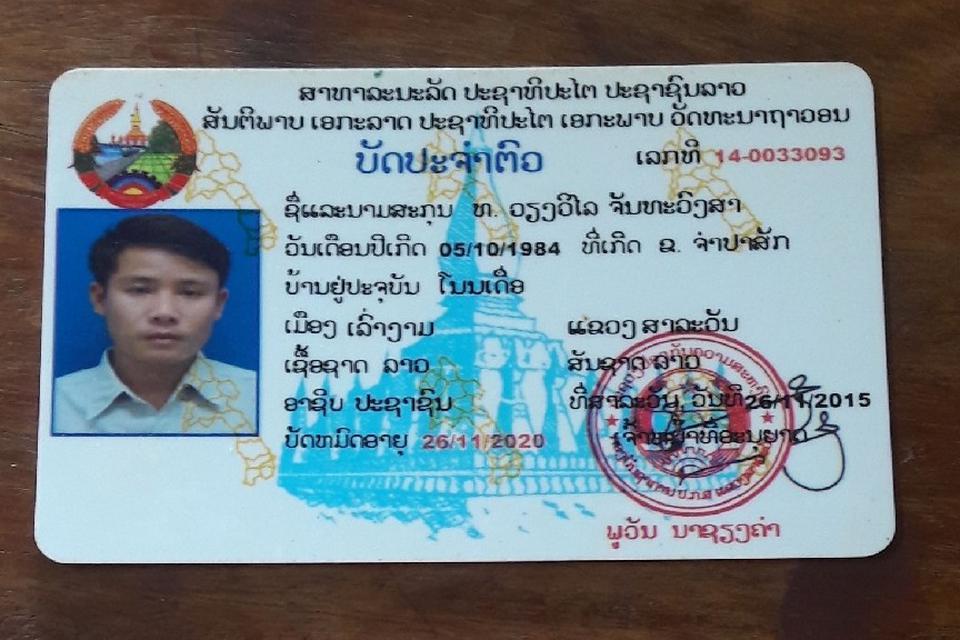 ສາທາລະນະລັດ ປະຊາທິປະໄຕ ປະຊາຊົນລາວ
ສັນຕິພາບ ເອກະລາດ ປະຊາທິປະໄຕ ເອກະພາບ ວັດທະນາຖາວອນ
ບັດປະຈຳຕົວ ເລກທີ 14-0033093
ຊື່ແລະນາມສະກຸນ ທ. ວຽງວິໄລ ຈັນທະວົງສາ
ວັນເດືອນປີເກີດ 05/10/1984 ທີ່ເກີດ ຂ. ຈຳປາສັກ
ບ້ານຢູ່ປະຈຸບັນ ໂນນເດື່ອ
ເມືອງ ເລົ່າງາມ ແຂວງ ສາລະວັນ
ເຊື້ອຊາດ ລາວ ສັນຊາດ ລາວ
ອາຊີບ ປະຊາຊົນ ທີ່ສາລະວັນ ວັນທີ 26/11/2015
ບັດຫມົດອາຍຸ 26/11/2020 ເຈົ້າຫນ້າທີ່ອະນຸຍາດ
ພູວັນ ນາຊຽງຄຳ